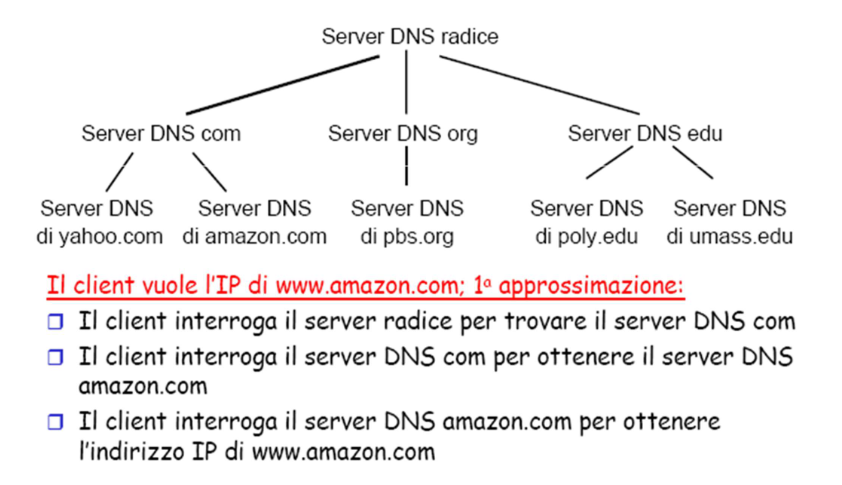 Server DNS radice
Server DNS com
Server DNS org
Server DNS edu
Server DNS
di yahoo.com
Server DNS
di amazon.com
Server DNS
di pbs.org
Server DNS
di poly.edu
Server DNS
di umass.edu
Il client vuole l'IP di www.amazon.com; 1ª approssimazione:
Il client interroga il server radice per trovare il server DNS com
Il client interroga il server DNS com per ottenere il server DNS
amazon.com
Il client interroga il server DNS amazon.com per ottenere
l'indirizzo IP di www.amazon.com